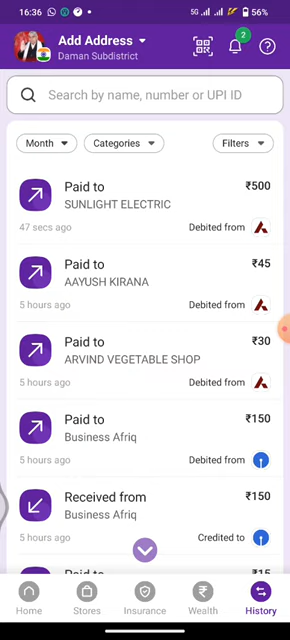 16:36
5G 56%
Add Address
Daman Subdistrict
2
Search by name, number or UPI ID
Month
Categories
Filters
Paid to
₹500
SUNLIGHT ELECTRIC
47 secs ago
Debited from
Paid to
₹45
AAYUSH KIRANA
5 hours ago
Debited from
Paid to
₹30
ARVIND VEGETABLE SHOP
5 hours ago
Debited from
Paid to
₹150
Business Afriq
5 hours ago
Debited from
Received from
₹150
Business Afriq
5 hours ago
Credited to
Paid to
₹15
Home
Stores
Insurance
Wealth
History